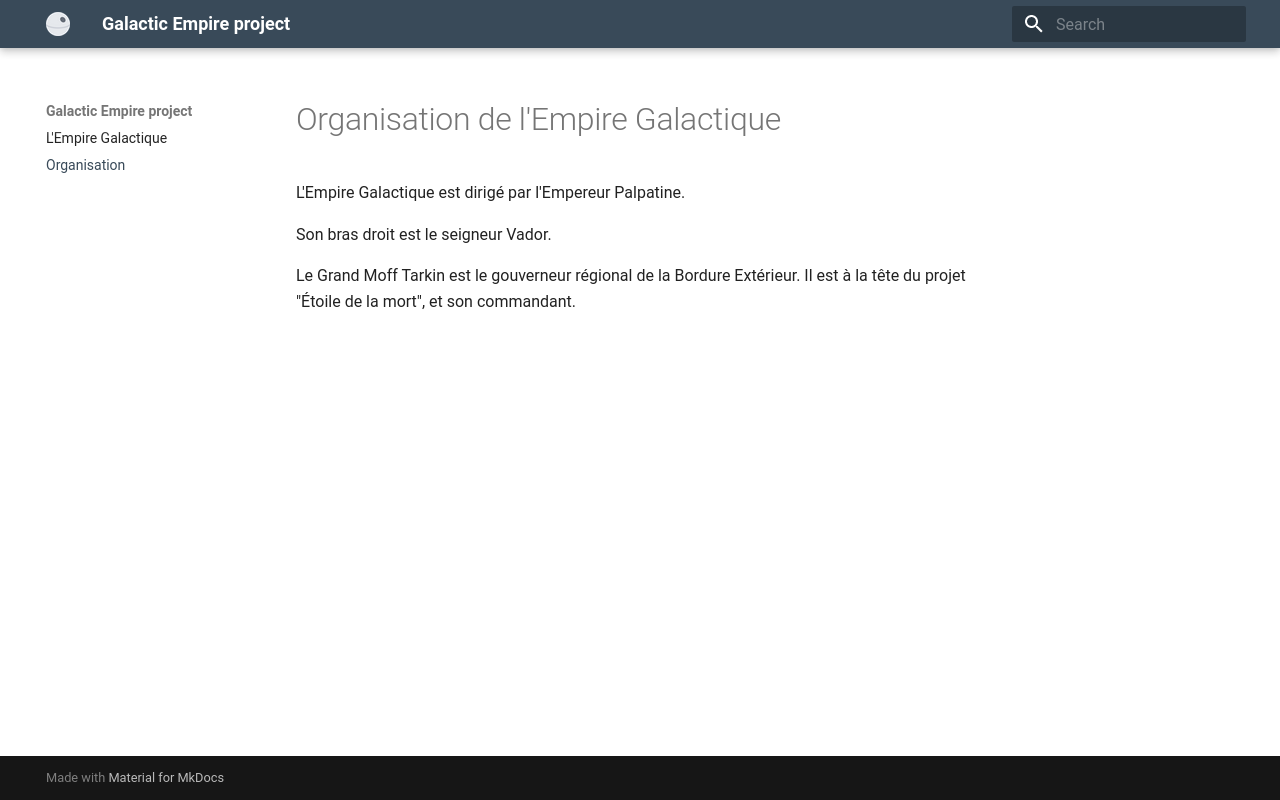 Galactic Empire project
Search
Galactic Empire project
L'Empire Galactique
Organisation
Organisation de l'Empire Galactique
L'Empire Galactique est dirigé par l'Empereur Palpatine.
Son bras droit est le seigneur Vador.
Le Grand Moff Tarkin est le gouverneur régional de la Bordure Extérieur. Il est à la tête du projet
"Étoile de la mort", et son commandant.
Made with Material for MkDocs